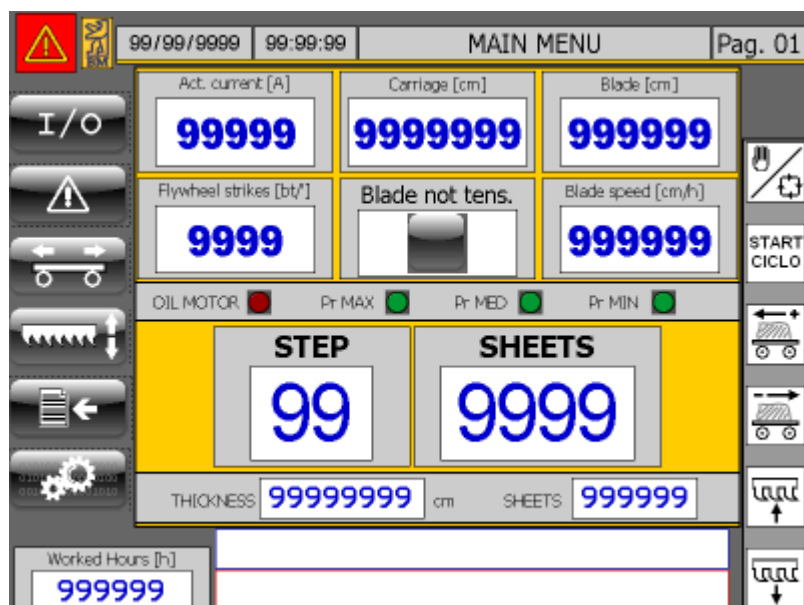 99/99/9999 99:99:99 MAIN MENU Pag. 01
Act. current [A] Carriage [cm] Blade [cm]
I/O
99999 9999999 999999
Flywheel strikes [bt/'] Blade not tens. Blade speed [cm/h]
9999 999999
START
CICLO
OIL MOTOR Pr MAX Pr MED Pr MIN
STEP SHEETS
99 9999
THICKNESS 99999999 cm SHEETS 999999
Worked Hours [h]
999999